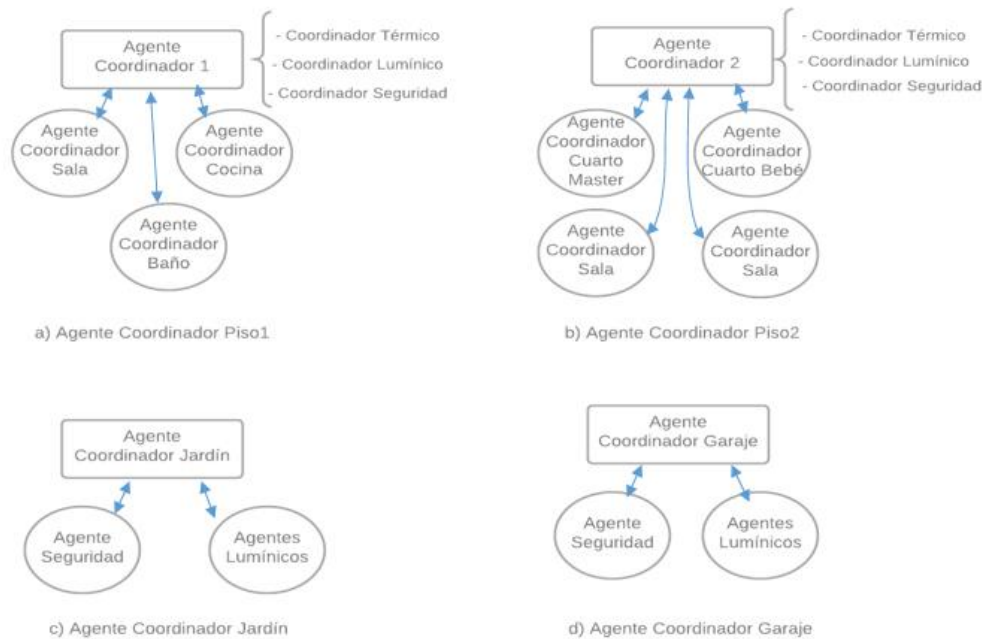 Agente
Coordinador 1
- Coordinador Térmico
- Coordinador Lumínico
- Coordinador Seguridad
Agente
Coordinador
Sala
Agente
Coordinador
Cocina
Agente
Coordinador
Baño
a) Agente Coordinador Piso1
Agente
Coordinador 2
- Coordinador Térmico
- Coordinador Lumínico
- Coordinador Seguridad
Agente
Coordinador
Cuarto
Master
Agente
Coordinador
Cuarto Bebé
Agente
Coordinador
Sala
Agente
Coordinador
Sala
b) Agente Coordinador Piso2
Agente
Coordinador Jardín
Agente
Seguridad
Agentes
Lumínicos
c) Agente Coordinador Jardín
Agente
Coordinador Garaje
Agente
Seguridad
Agentes
Lumínicos
d) Agente Coordinador Garaje